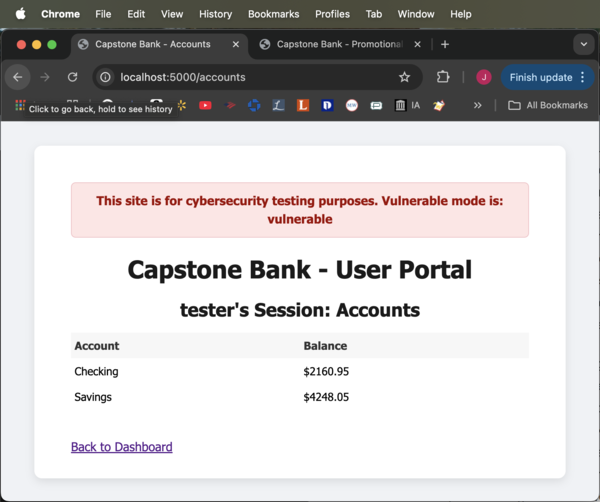 Chrome File Edit View History Bookmarks Profiles Tab Window Help
Capstone Bank - Accounts Capstone Bank - Promotional
localhost:5000/accounts J Finish update
Click to go back, hold to see history IA All Bookmarks
This site is for cybersecurity testing purposes. Vulnerable mode is:
vulnerable
Capstone Bank - User Portal
tester's Session: Accounts
Account Balance
Checking $2160.95
Savings $4248.05
Back to Dashboard